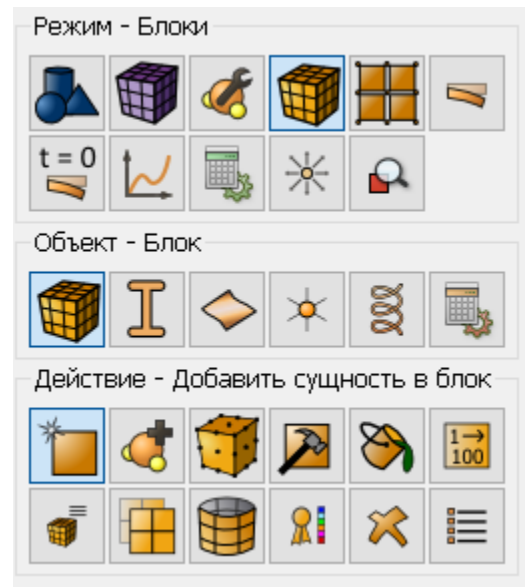 Режим - Блоки
t = 0
Объект - Блок
Действие - Добавить сущность в блок
1→
100